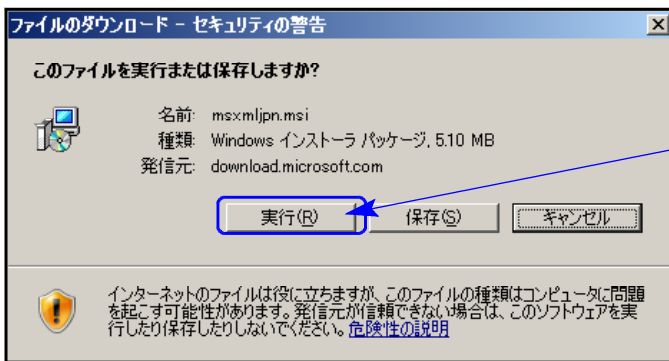 ファイルのダウンロード - セキュリティの警告
このファイルを実行または保存しますか?
名前: msxmljpn.msi
種類: Windows インストーラ パッケージ, 5.10 MB
発信元: download.microsoft.com
実行(R) 保存(S) キャンセル
インターネットのファイルは役に立ちますが、このファイルの種類はコンピュータに問題
を起こす可能性があります。発信元が信頼できない場合は、このソフトウェアを実
行したり保存したりしないでください。危険性の説明